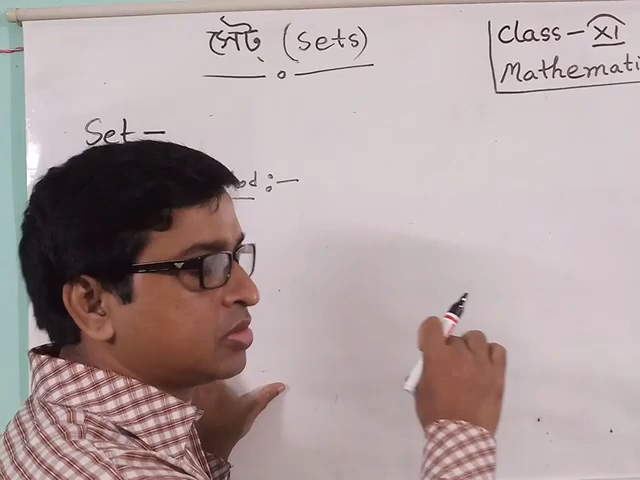 সেট্ (Sets)
Class - XI
Mathemati
Set -
od :-